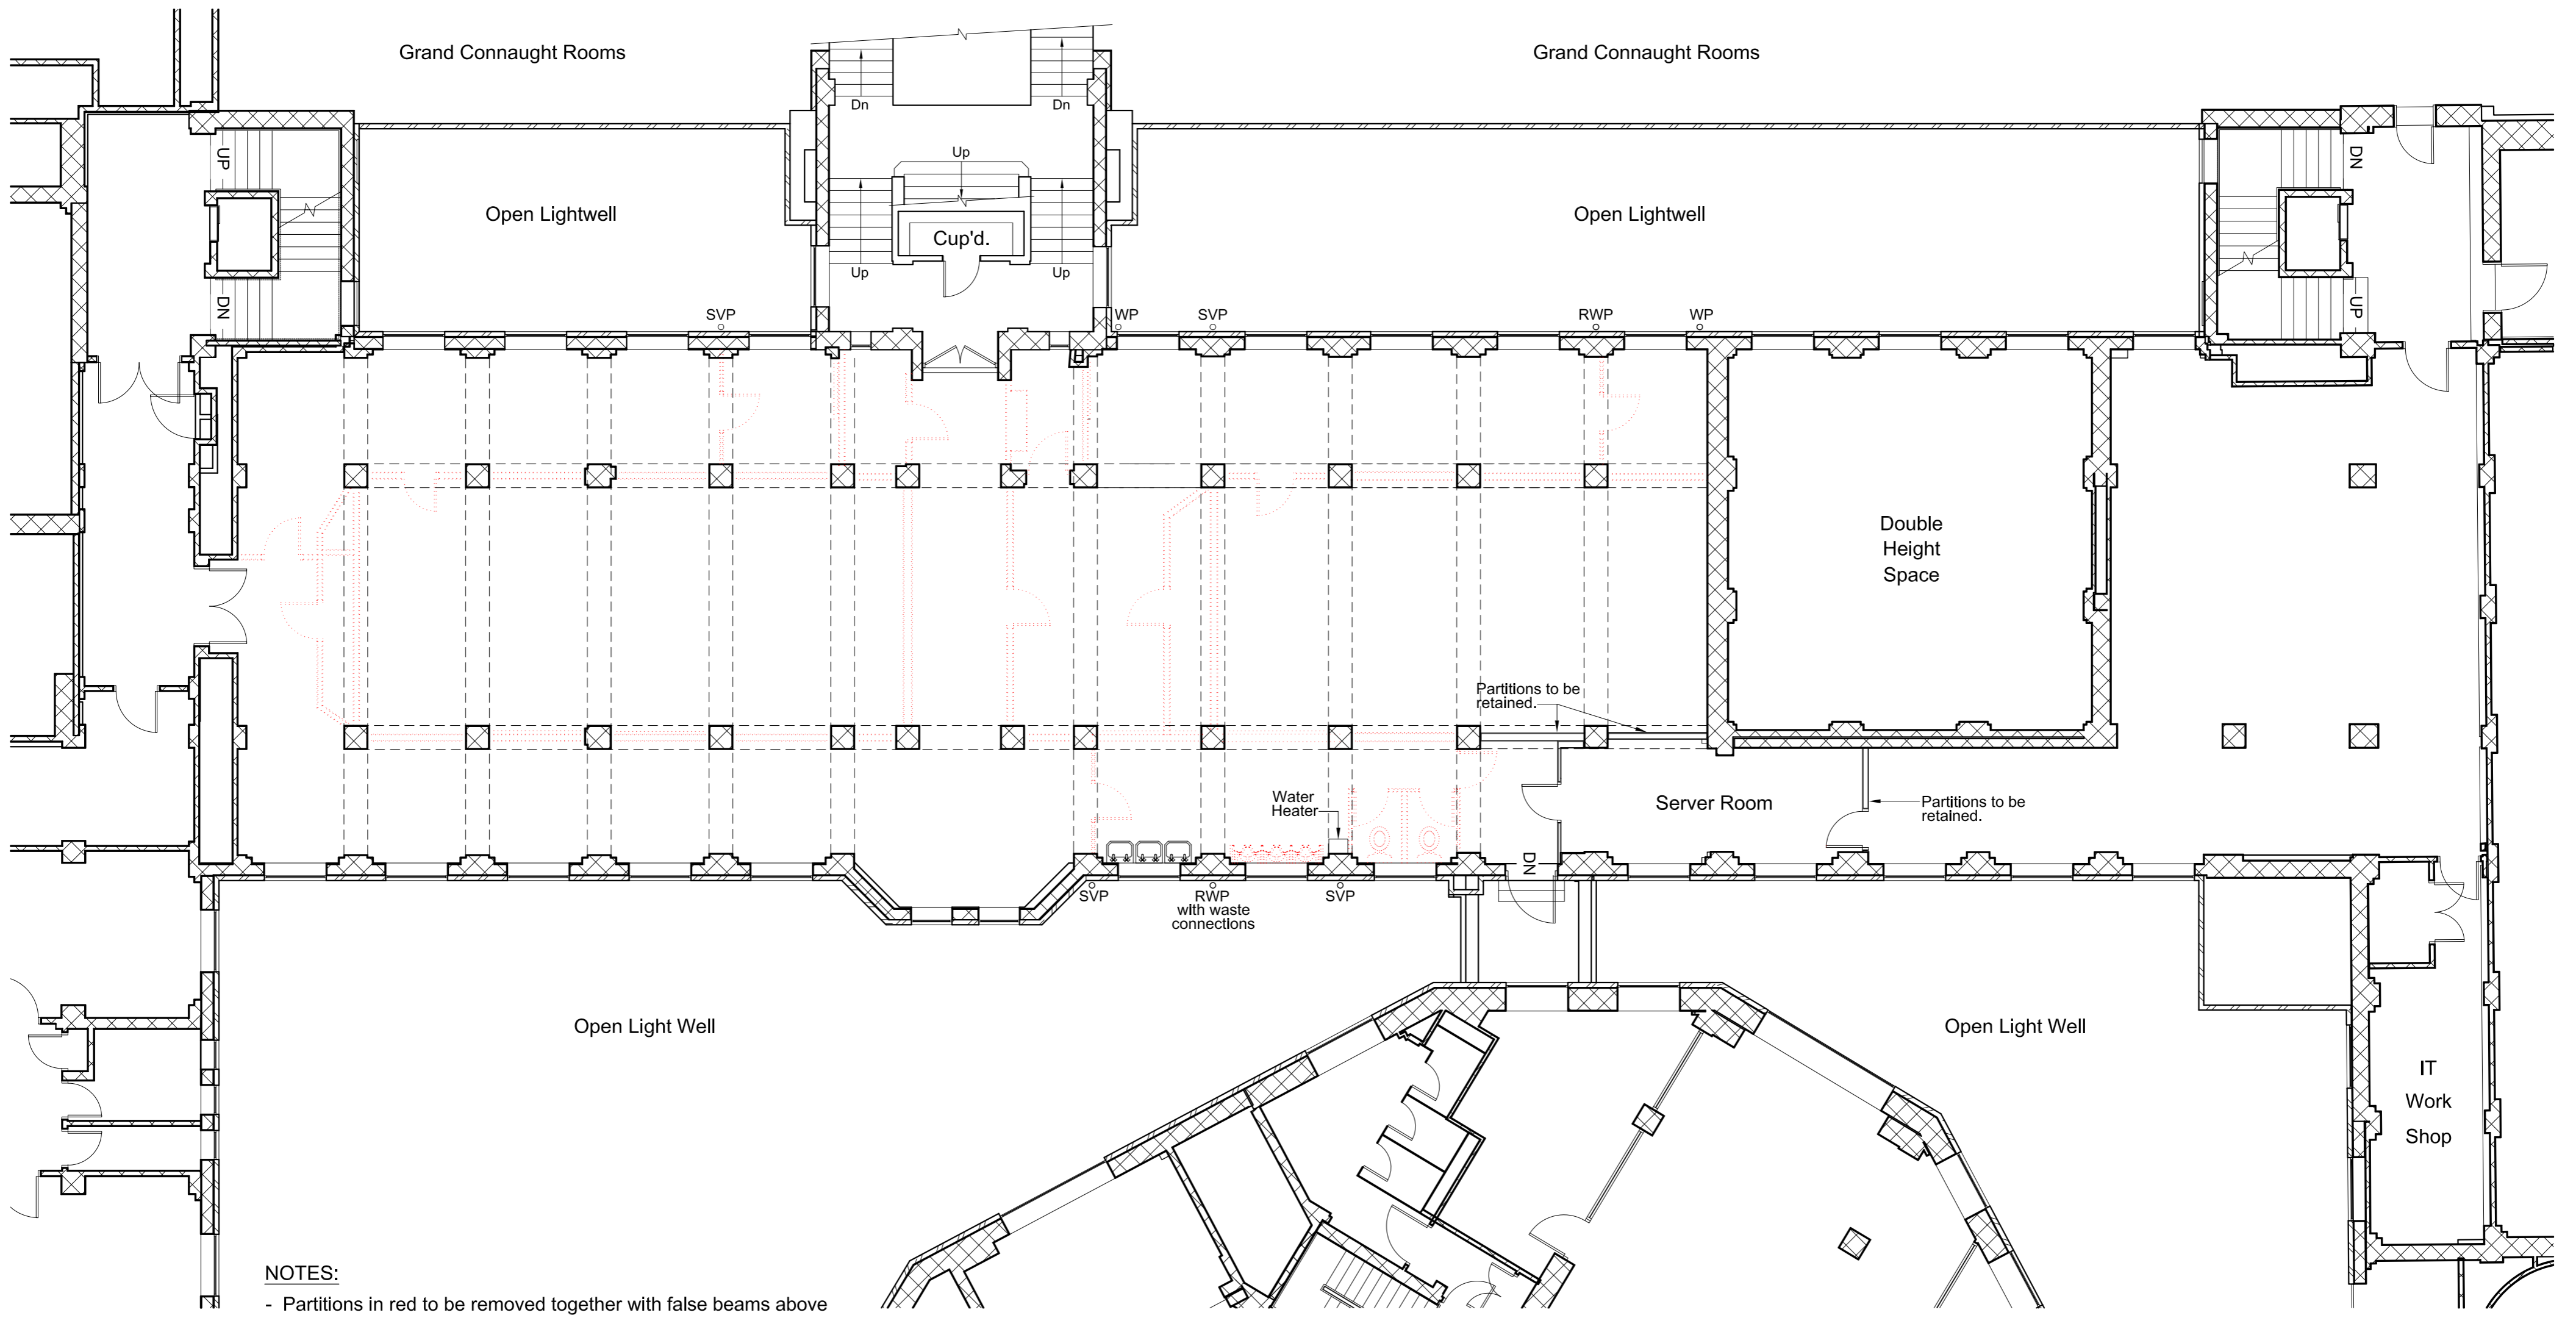 Grand Connaught Rooms
Grand Connaught Rooms
Dn
Dn
Up
UP
DN
Open Lightwell
Open Lightwell
Cup'd.
Up
Up
DN
UP
SVP
WP
SVP
RWP
WP
Double
Height
Space
Partitions to be
retained.
Water
Heater
Server Room
Partitions to be
retained.
DN
SVP
RWP
with waste
connections
SVP
Open Light Well
Open Light Well
IT
Work
Shop
NOTES:
- Partitions in red to be removed together with false beams above